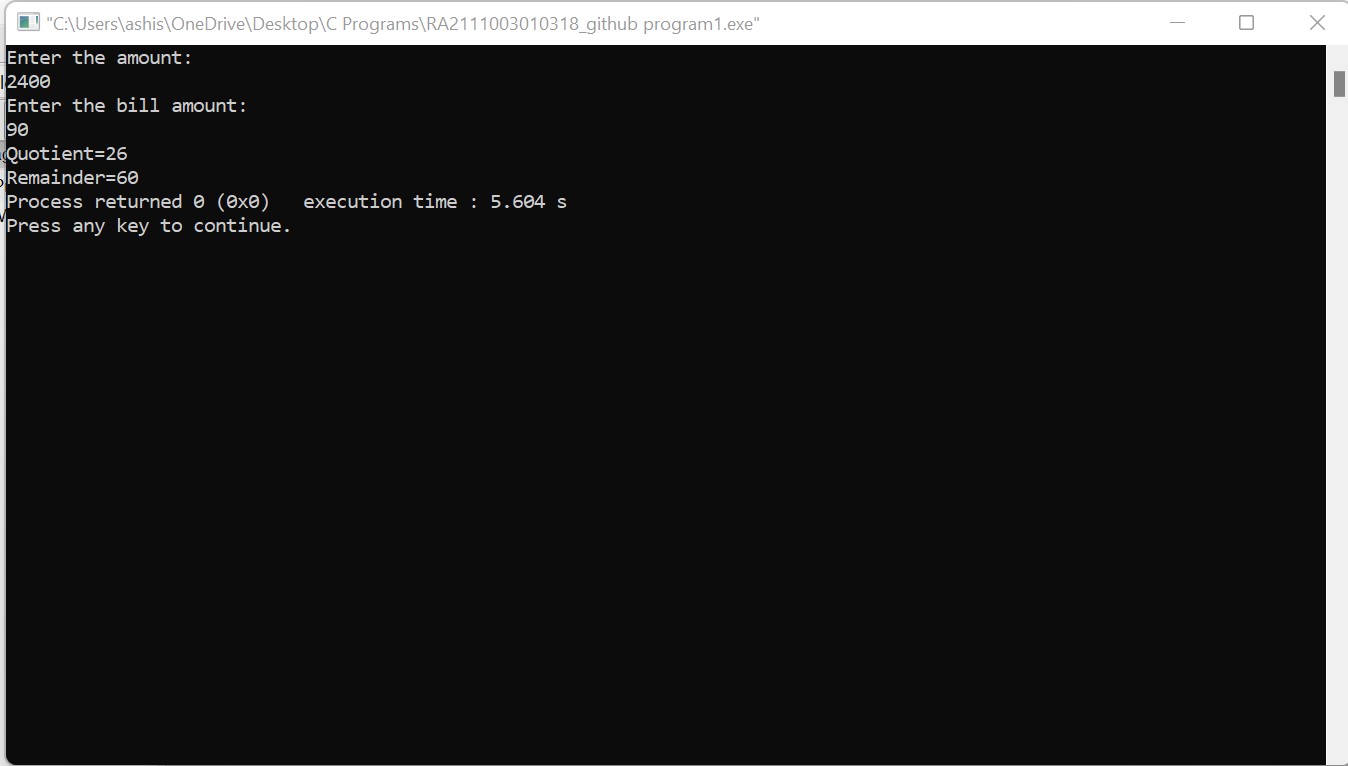 "C:\Users\ashis\OneDrive\Desktop\C Programs\RA2111003010318_github program1.exe"
Enter the amount:
2400
Enter the bill amount:
90
Quotient=26
Remainder=60
Process returned 0 (0x0)   execution time : 5.604 s
Press any key to continue.